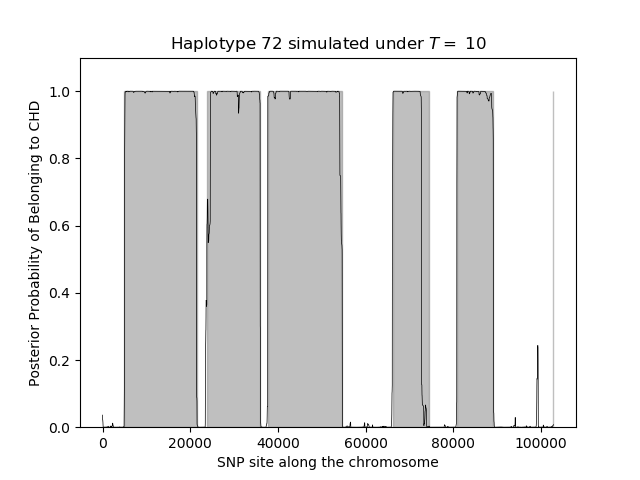 Haplotype 72 simulated under T = 10
Posterior Probability of Belonging to CHD
1.0
0.8
0.6
0.4
0.2
0.0
0 20000 40000 60000 80000 100000
SNP site along the chromosome